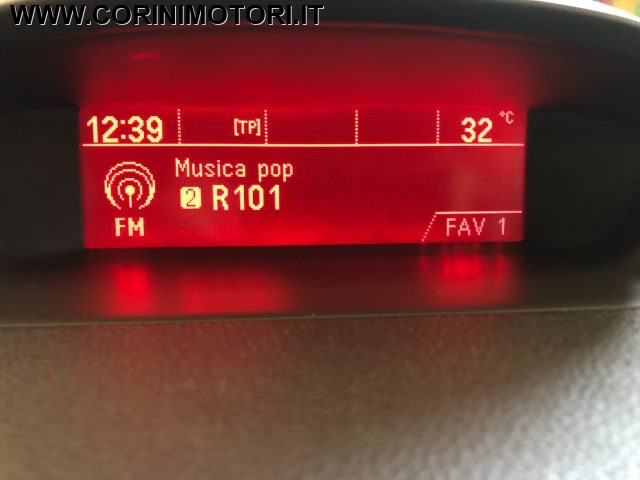 WWW.CORINIMOTORI.IT
12:39 [TP] 32 °C
Musica pop
2 R101
FM FAV 1